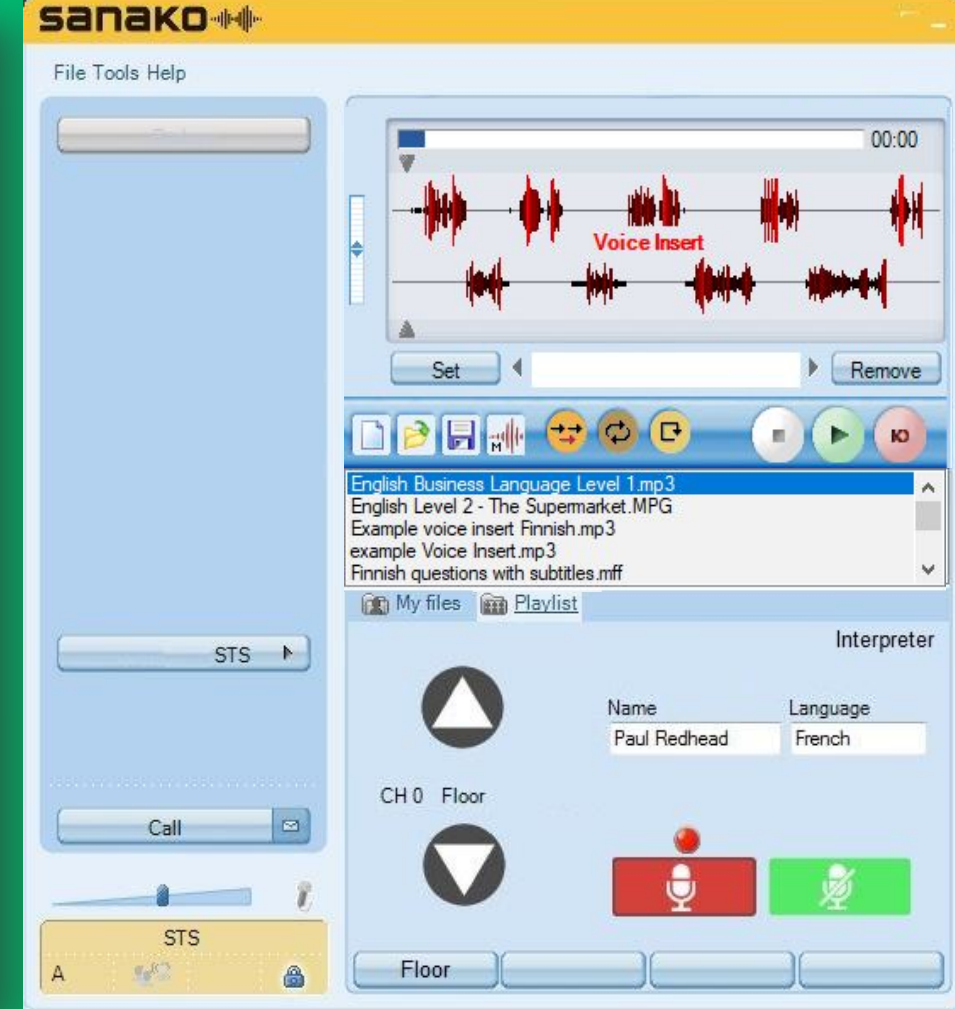 sanako
File Tools Help
00:00
Voice Insert
Set
Remove
M
English Business Language Level 1.mp3
English Level 2 - The Supermarket.MPG
Example voice insert Finnish.mp3
example Voice Insert.mp3
Finnish questions with subtitles.mff
My files Playlist
STS
Interpreter
Name Language
Paul Redhead French
CH 0 Floor
Call
STS
A
Floor